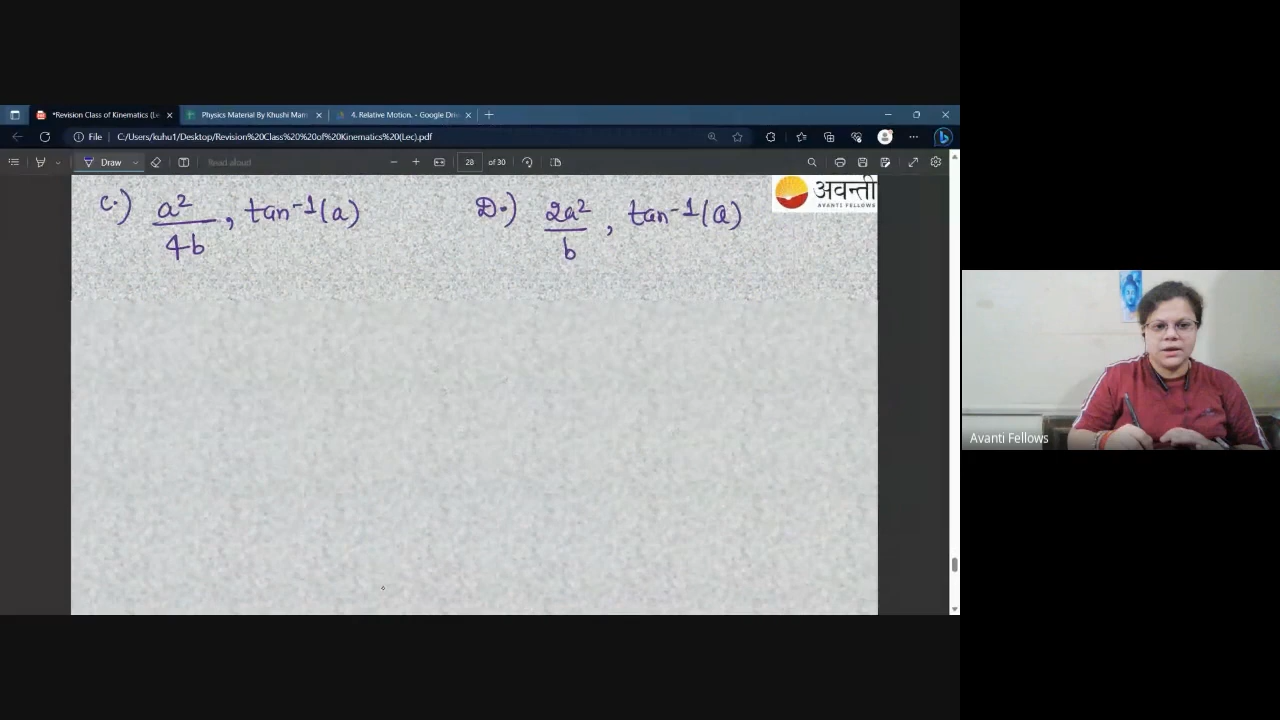 *Revision Class of Kinematics (Le
Physics Material By Khushi Mam
4. Relative Motion. - Google Dri
File
C:/Users/kuhu1/Desktop/Revision%20Class%20%20of%20Kinematics%20(Lec).pdf
Draw
Read aloud
28 of 30
C.) a²/4b , tan⁻¹(a)
D.) 2a²/b , tan⁻¹(a)
अवन्ती
AVANTI FELLOWS
Avanti Fellows